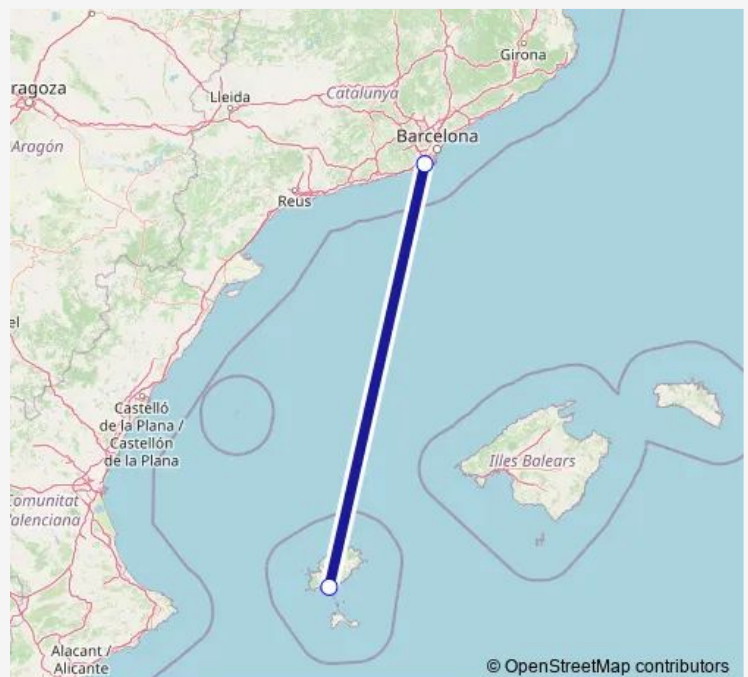 Girona
ragoza
Lleida
Catalunya
Barcelona
Aragón
Reus
el
Castelló
de la Plana /
Castellón
de la Plana
Illes Balears
Comunitat
Valenciana
Alacant /
Alicante
© OpenStreetMap contributors